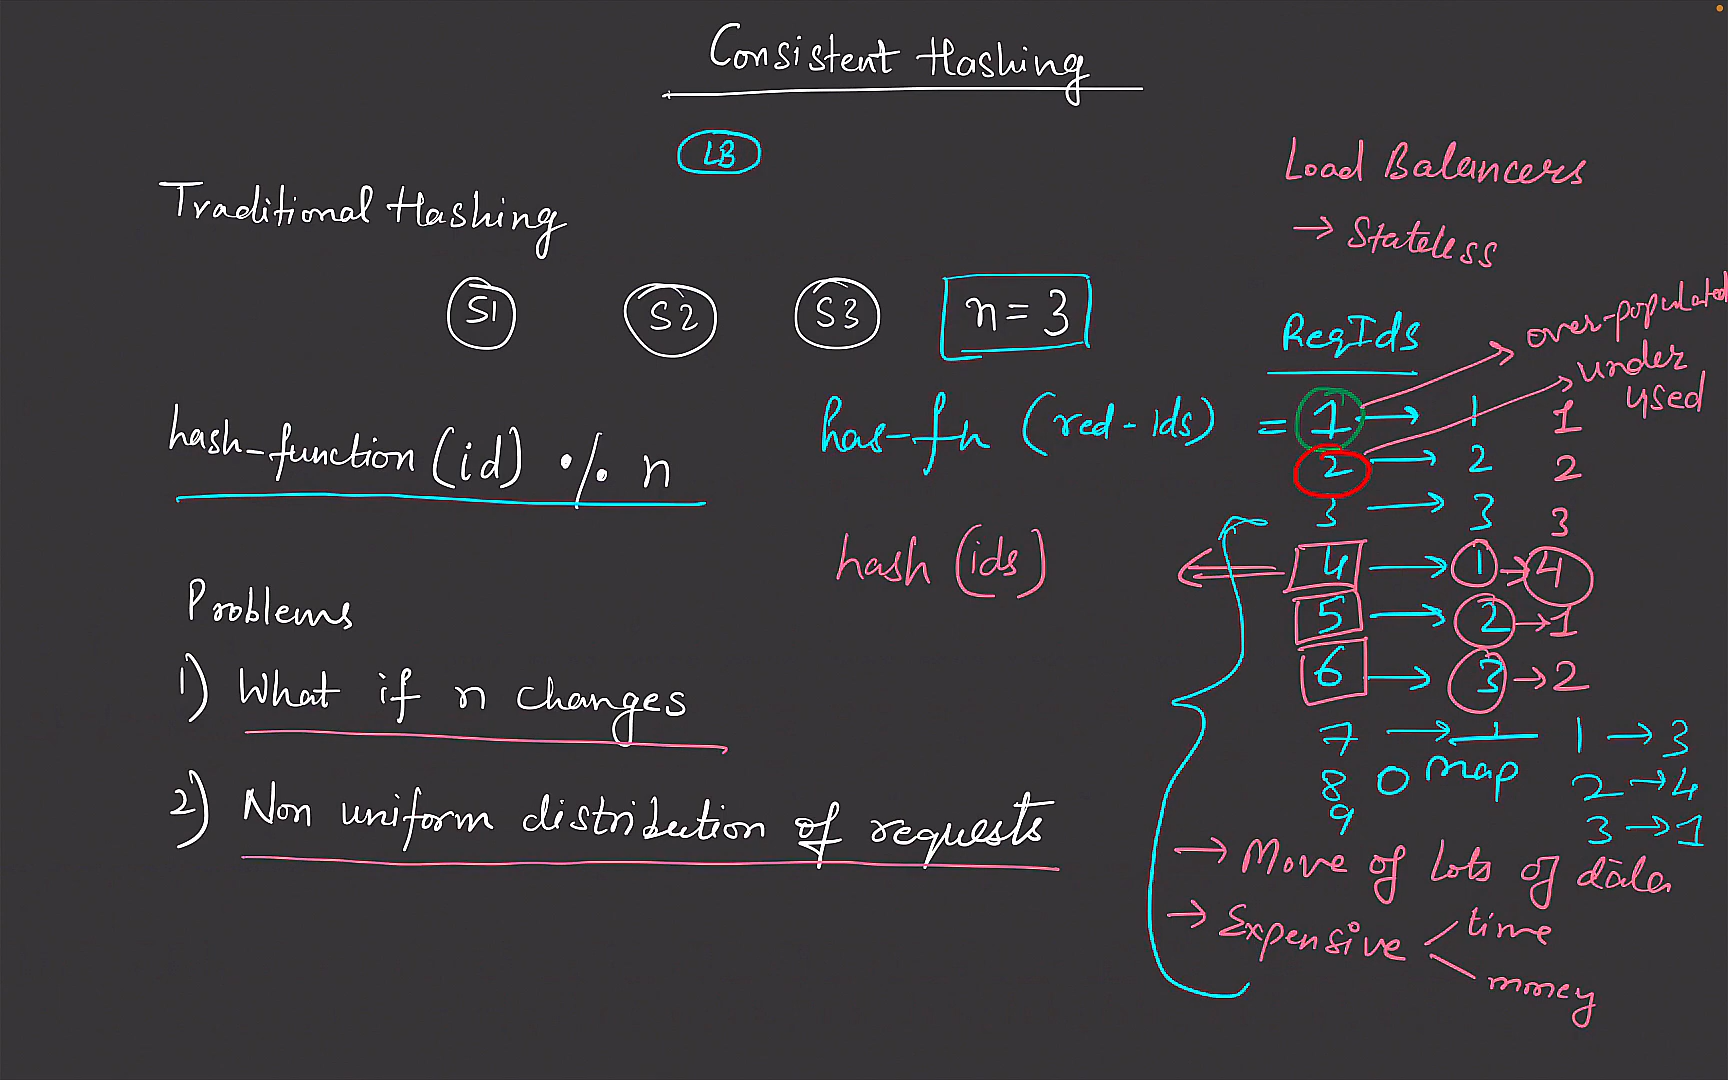 Consistent Hashing
LB
Load Balancers
→ Stateless
Traditional Hashing
S1 S2 S3 n = 3
ReqIds
over-populated
under used
has-fn (red-ids) = 1 → 1 1
2 → 2 2
3 → 3 3
hash-function (id) % n
hash (ids)
4 → 1 → 4
5 → 2 → 1
6 → 3 → 2
7 → 1
8 0 map
9
1 → 3
2 → 4
3 → 1
Problems
1) What if n changes
2) Non uniform distribution of requests
→ Move of lots of data
→ Expensive
time
money